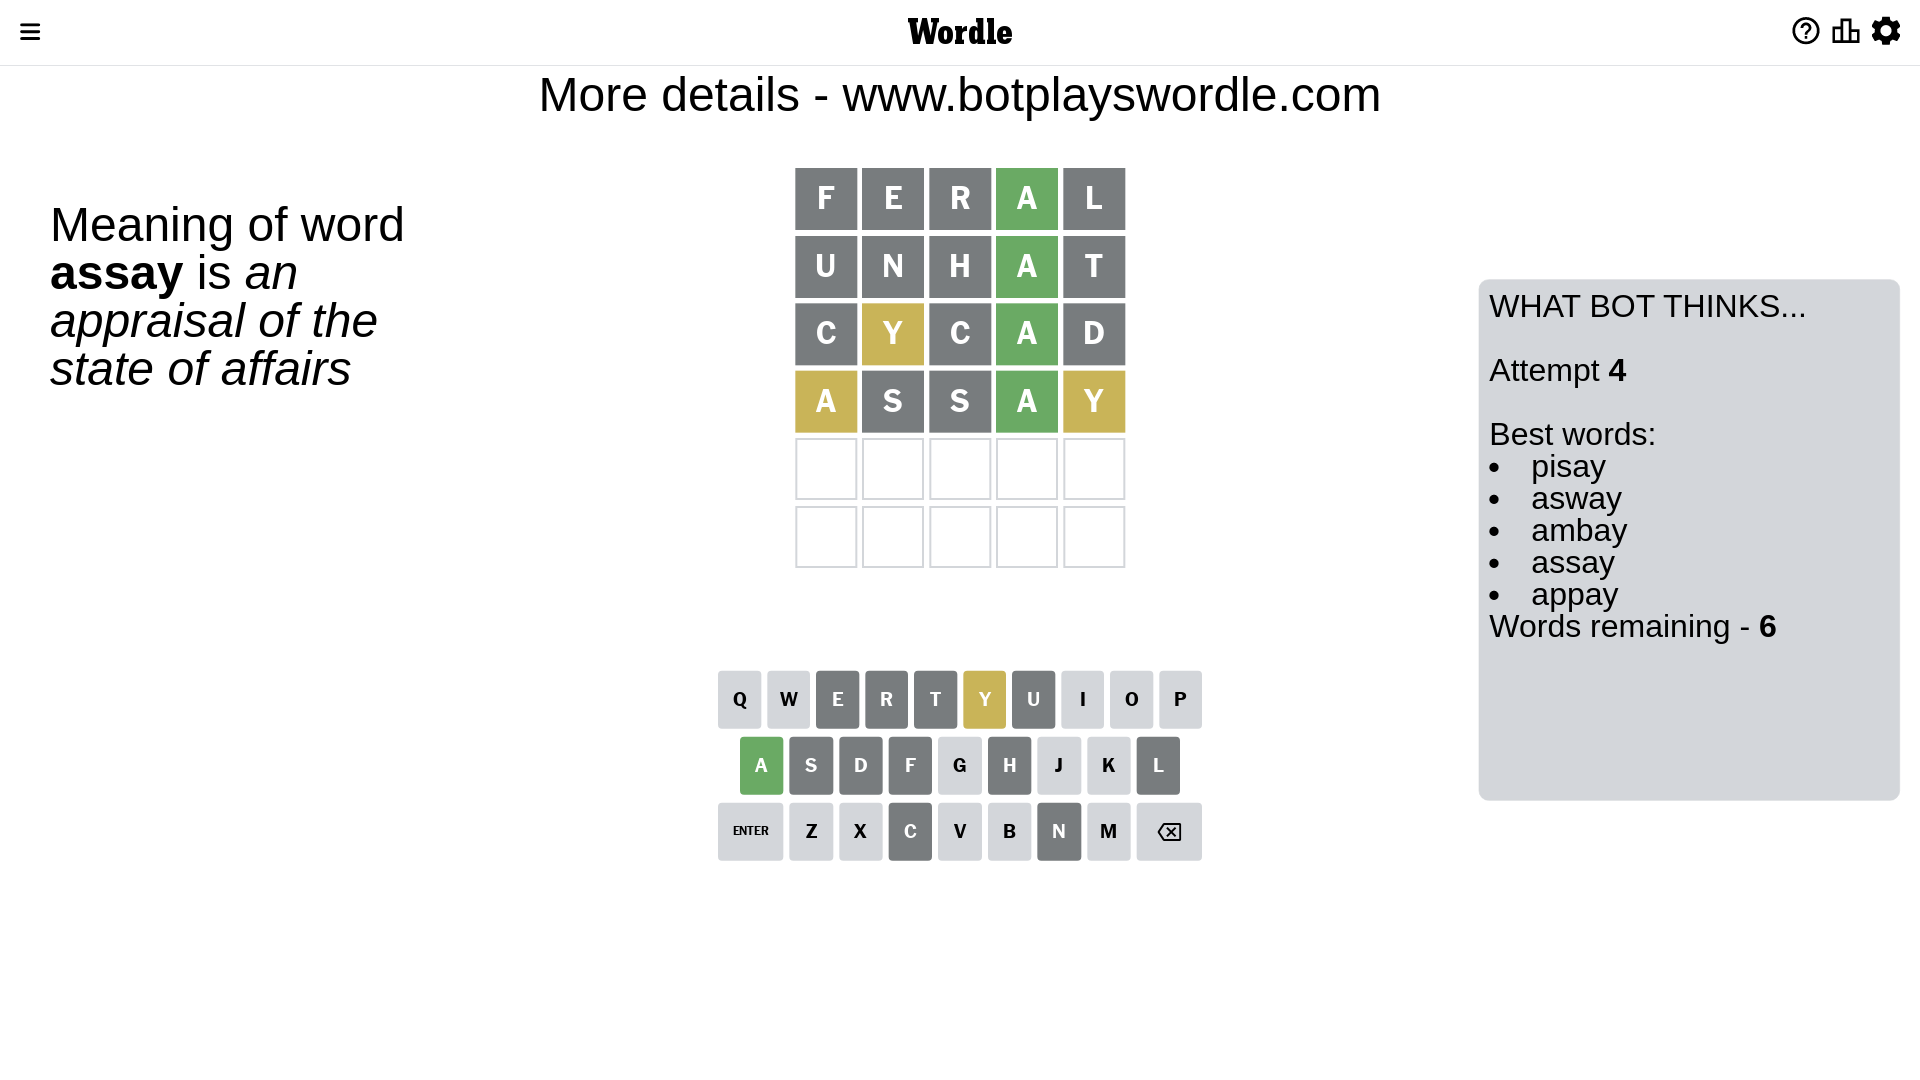 Wordle
More details - www.botplayswordle.com
Meaning of word
assay is an
appraisal of the
state of affairs
F E R A L
U N H A T
C Y C A D
A S S A Y
WHAT BOT THINKS...
Attempt 4
Best words:
• pisay
• asway
• ambay
• assay
• appay
Words remaining - 6
Q W E R T Y U I O P
A S D F G H J K L
ENTER Z X C V B N M